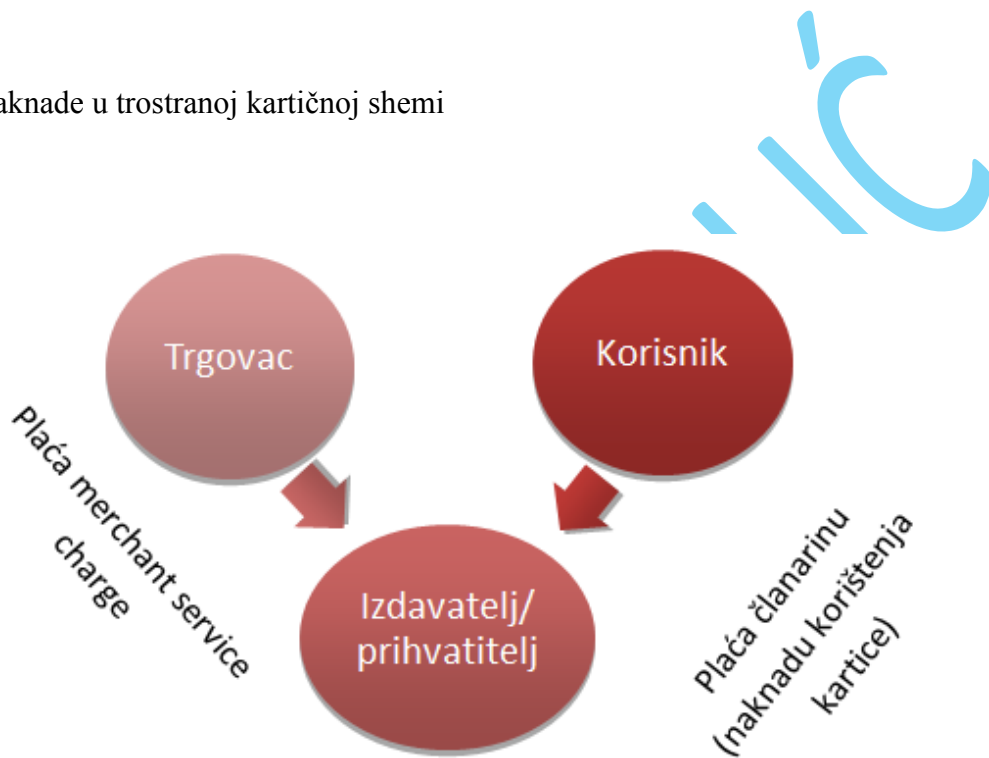 aknade u trostranoj kartičnoj shemi
Trgovac
Korisnik
Plaća merchant service
charge
Izdavatelj/
prihvatitelj
Plaća članarinu
(naknadu korištenja
kartice)